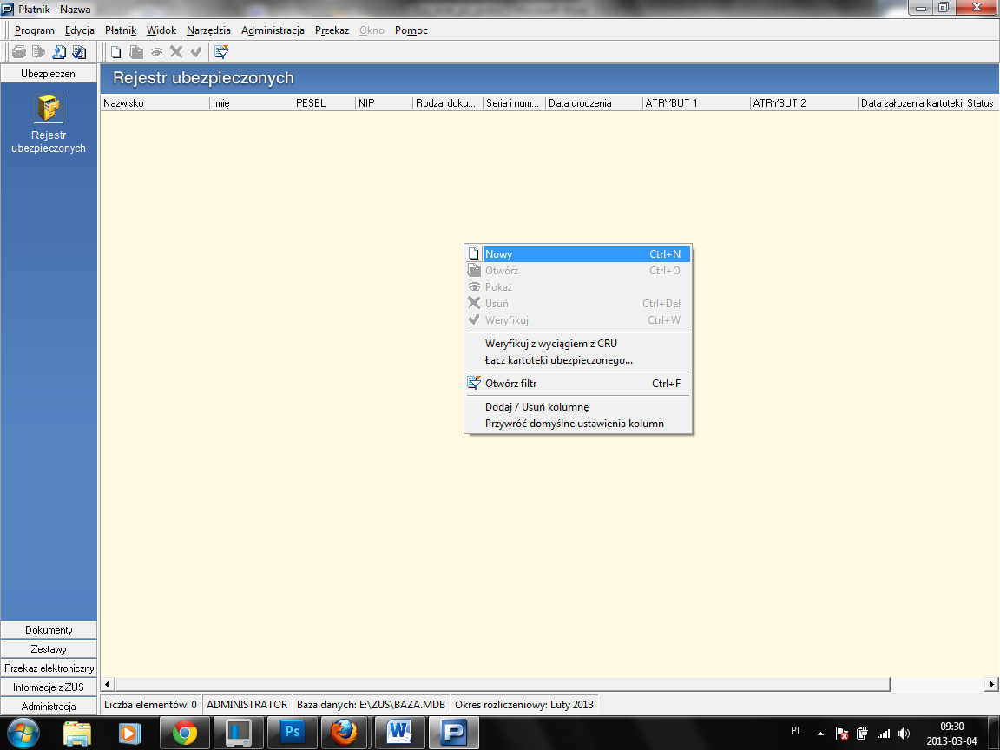 Płatnik - Nazwa
Program Edycja Płatnik Widok Narzędzia Administracja Przekaz Okno Pomoc
Ubezpieczeni
Rejestr ubezpieczonych
Rejestr
ubezpieczonych
Nazwisko Imię PESEL NIP Rodzaj doku... Seria i num... Data urodzenia ATRYBUT 1 ATRYBUT 2 Data założenia kartoteki Status
Nowy Ctrl+N
Otwórz Ctrl+O
Pokaż
Usuń Ctrl+Del
Weryfikuj Ctrl+W
Weryfikuj z wyciągiem z CRU
Łącz kartoteki ubezpieczonego...
Otwórz filtr Ctrl+F
Dodaj / Usuń kolumnę
Przywróć domyślne ustawienia kolumn
Dokumenty
Zestawy
Przekaz elektroniczny
Informacje z ZUS
Administracja
Liczba elementów: 0 ADMINISTRATOR Baza danych: E:\ZUS\BAZA.MDB Okres rozliczeniowy: Luty 2013
Ps
W
P
PL
09:30
2013-03-04